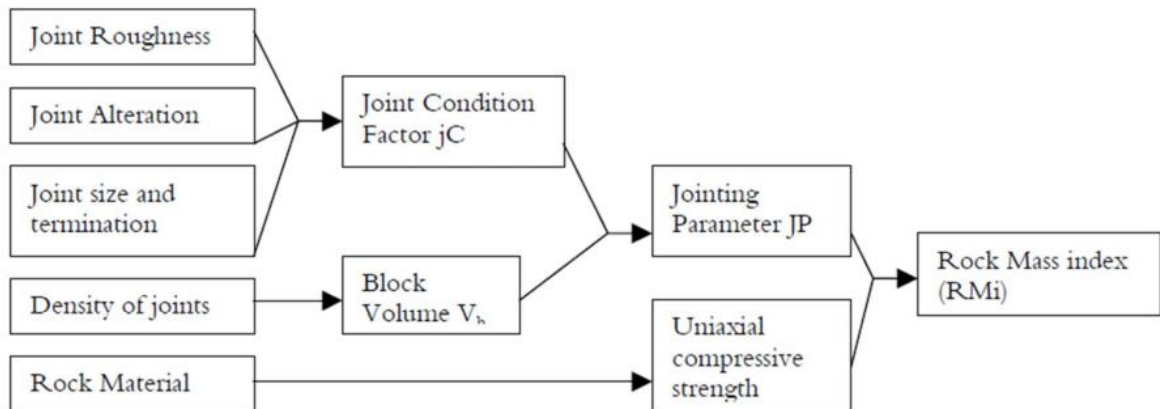 Joint Roughness
Joint Alteration
Joint size and
termination
Density of joints
Rock Material
Joint Condition
Factor jC
Block
Volume Vb
Jointing
Parameter JP
Uniaxial
compressive
strength
Rock Mass index
(RMi)